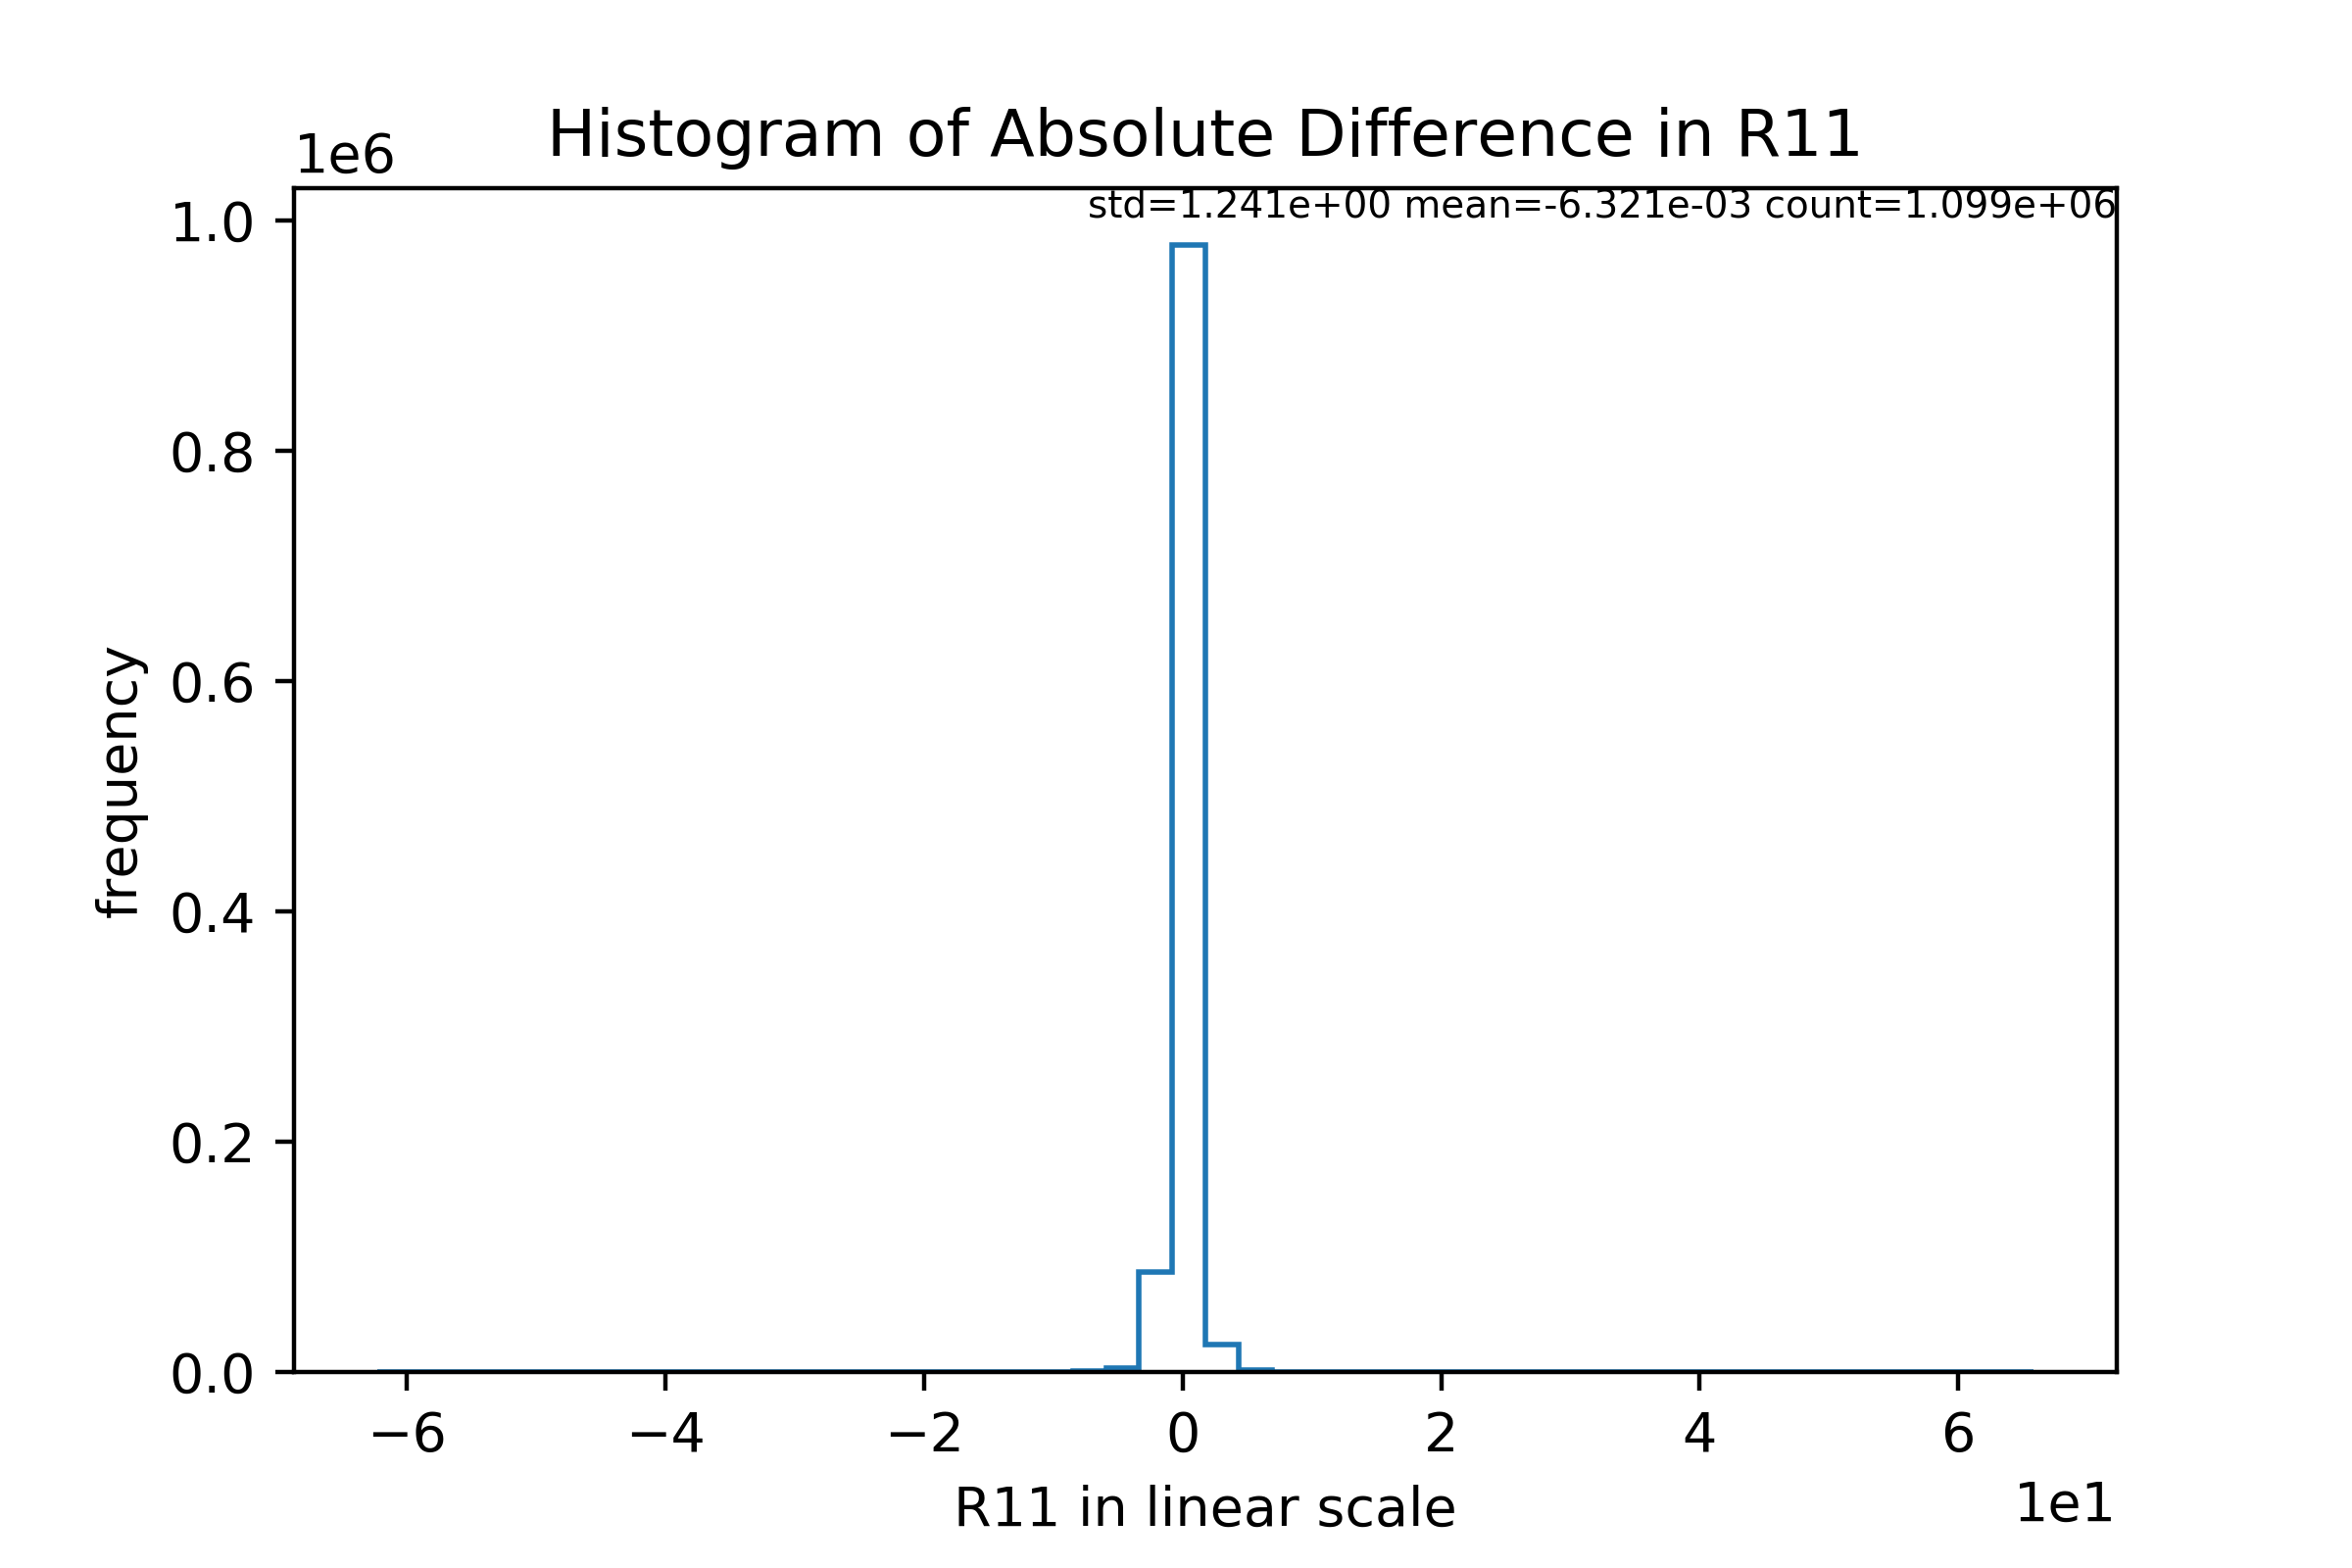 Histogram of Absolute Difference in R11
1e6
std=1.241e+00 mean=-6.321e-03 count=1.099e+06
1.0
0.8
0.6
0.4
0.2
0.0
frequency
−6 −4 −2 0 2 4 6
1e1
R11 in linear scale